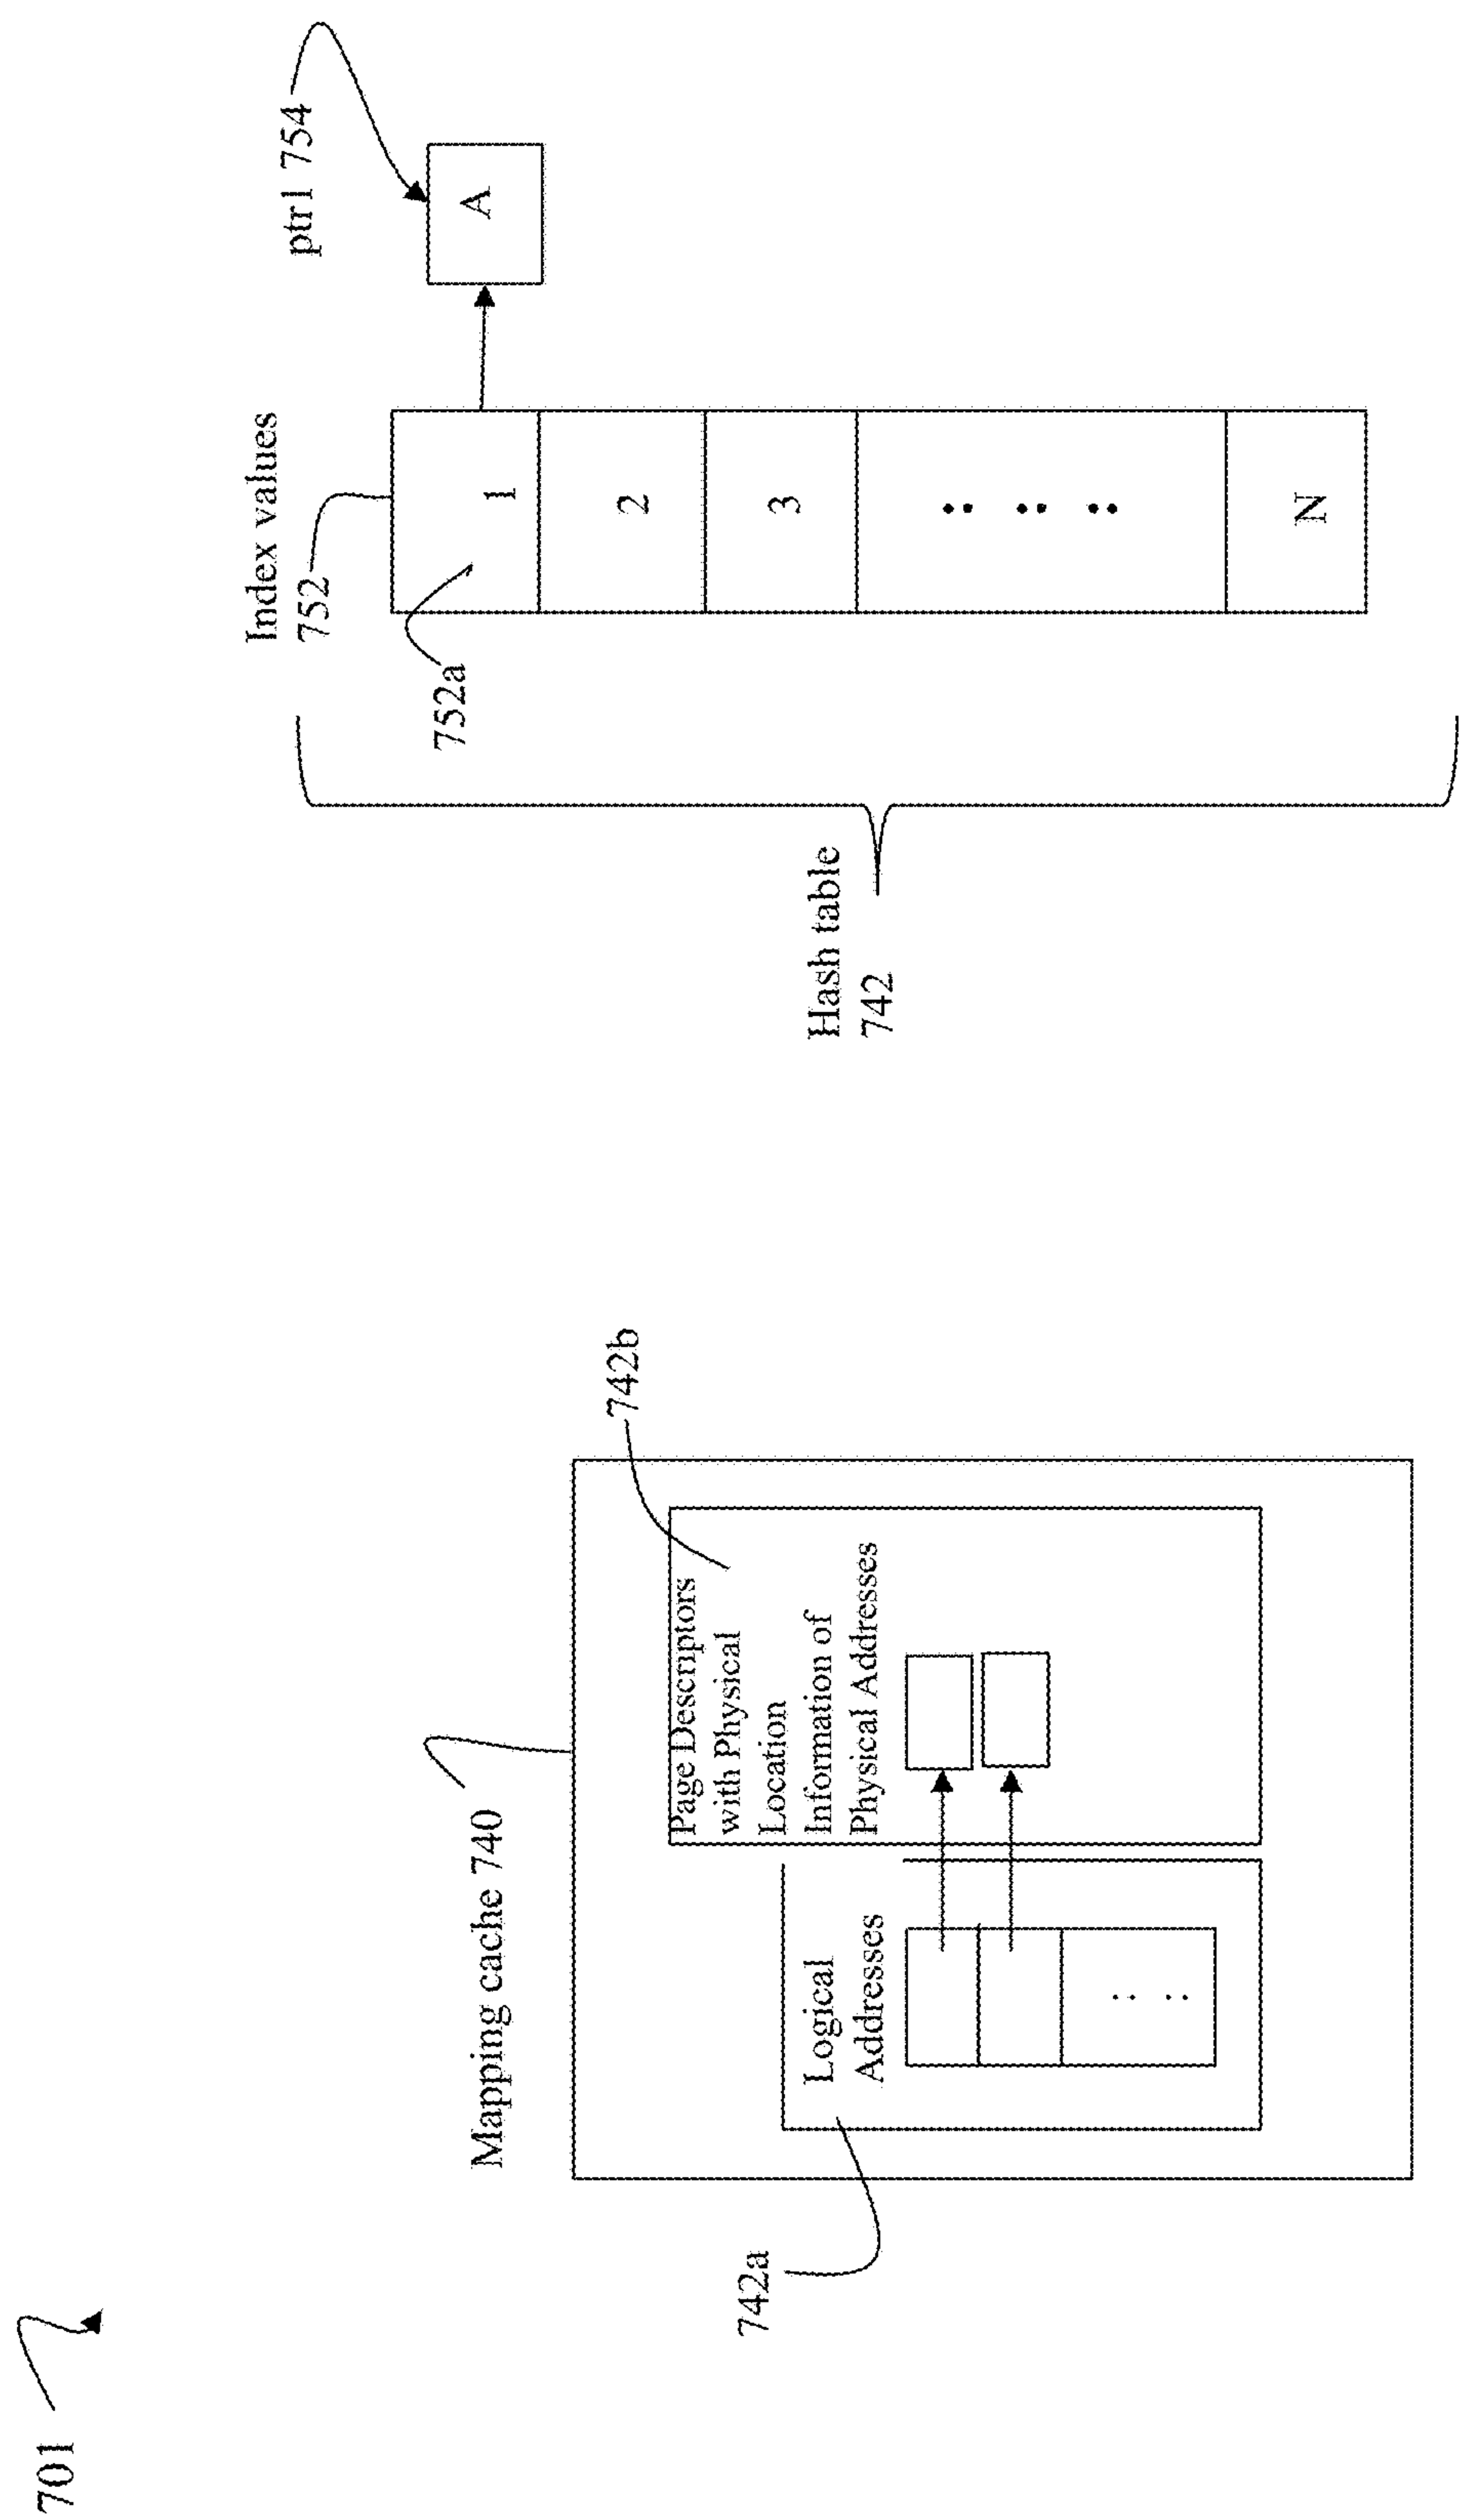 701
Mapping cache 740
742a
Logical
Addresses
742b
Page Descriptors
with Physical
Location
Information of
Physical Addresses
Hash table
742
Index values
752
752a
1
2
3
N
ptr1 754
A